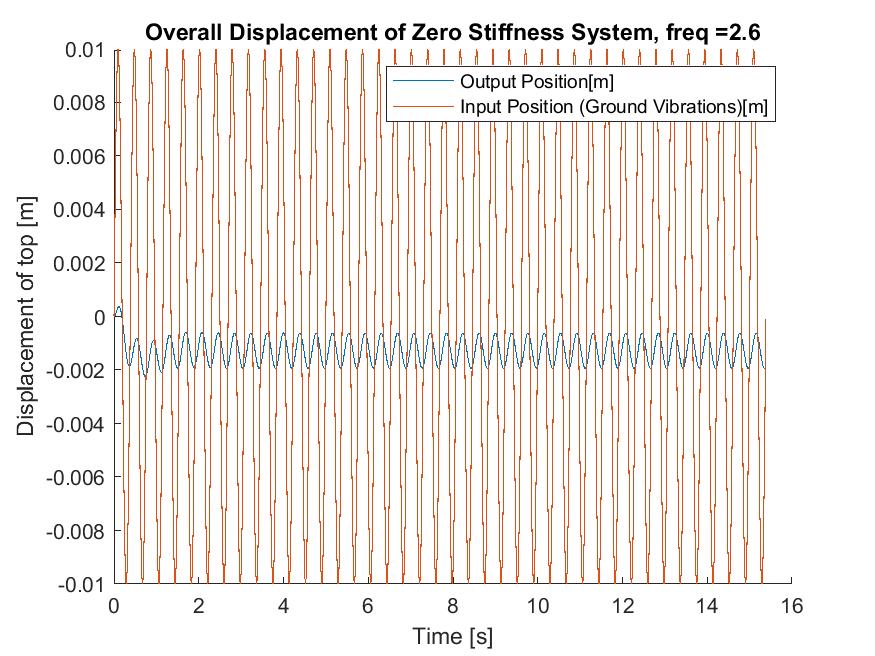 Overall Displacement of Zero Stiffness System, freq =2.6
Output Position[m]
Input Position (Ground Vibrations)[m]
Displacement of top [m]
0.01
0.008
0.006
0.004
0.002
0
-0.002
-0.004
-0.006
-0.008
-0.01
0 2 4 6 8 10 12 14 16
Time [s]